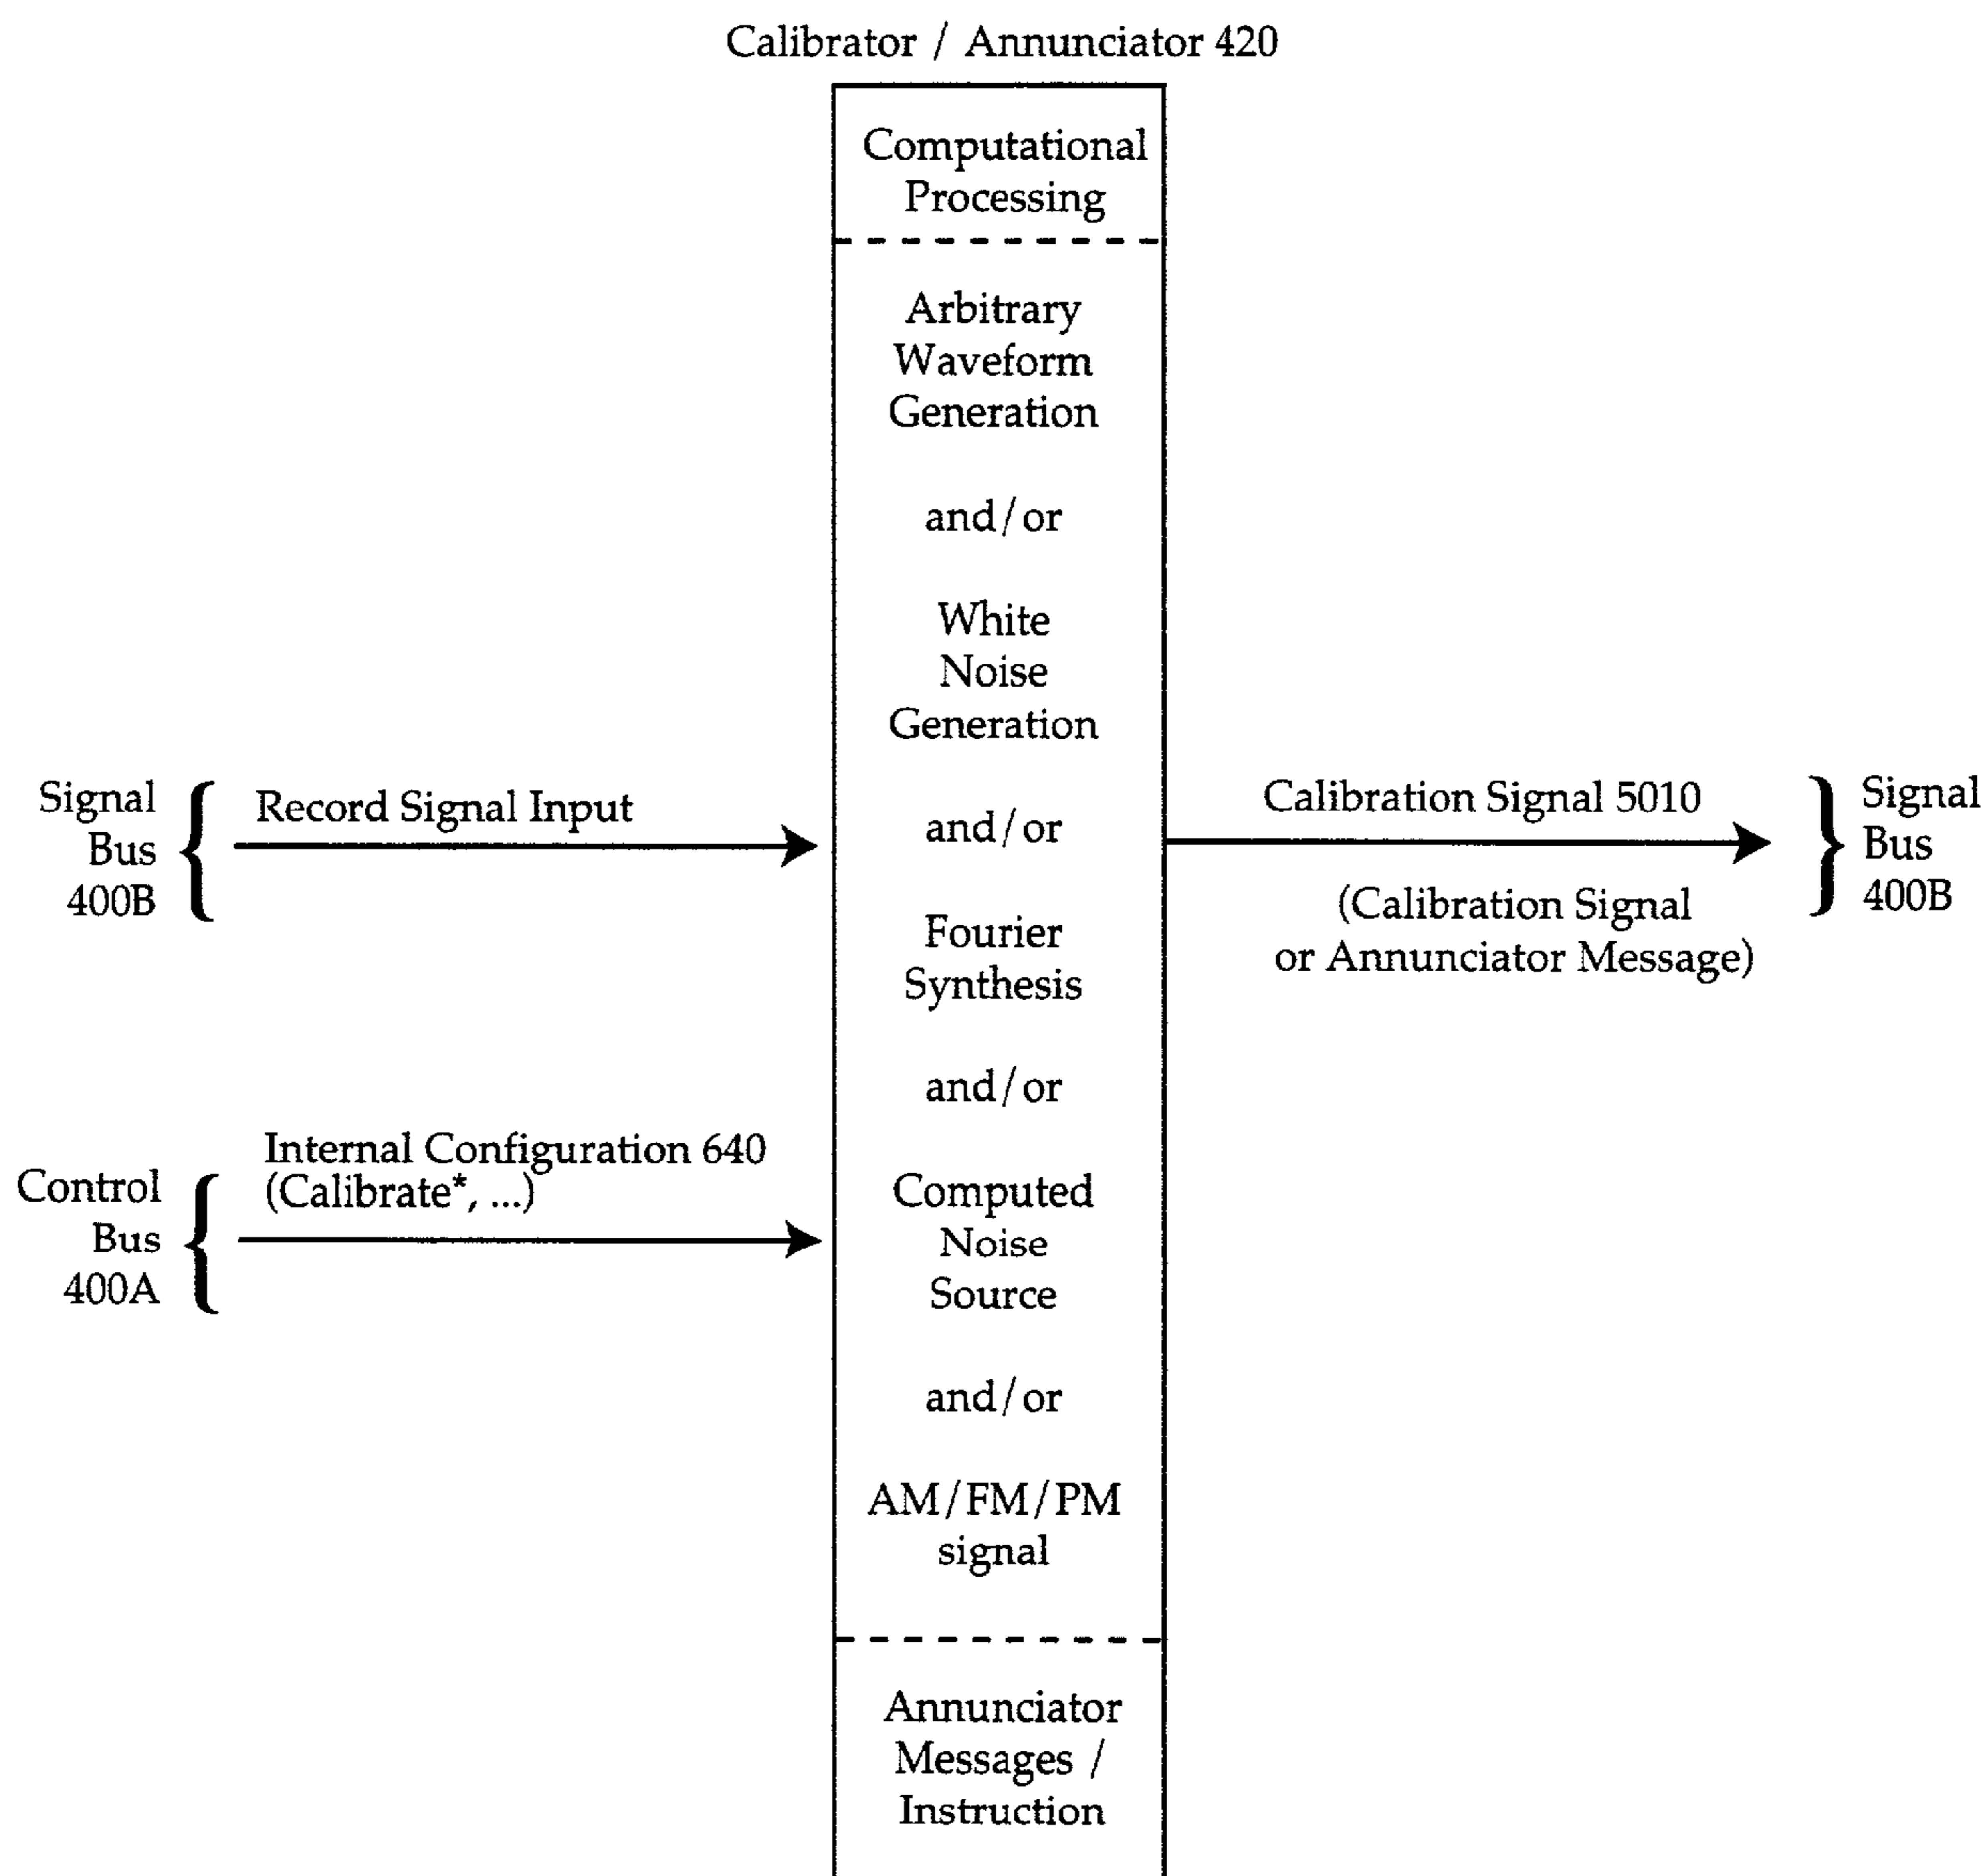 Calibrator / Annunciator 420
Computational
Processing
Arbitrary
Waveform
Generation
and/or
White
Noise
Generation
and/or
Fourier
Synthesis
and/or
Computed
Noise
Source
and/or
AM/FM/PM
signal
Annunciator
Messages /
Instruction
Signal
Bus
400B
Record Signal Input
Control
Bus
400A
Internal Configuration 640
(Calibrate*, ...)
Calibration Signal 5010
(Calibration Signal
or Annunciator Message)
Signal
Bus
400B